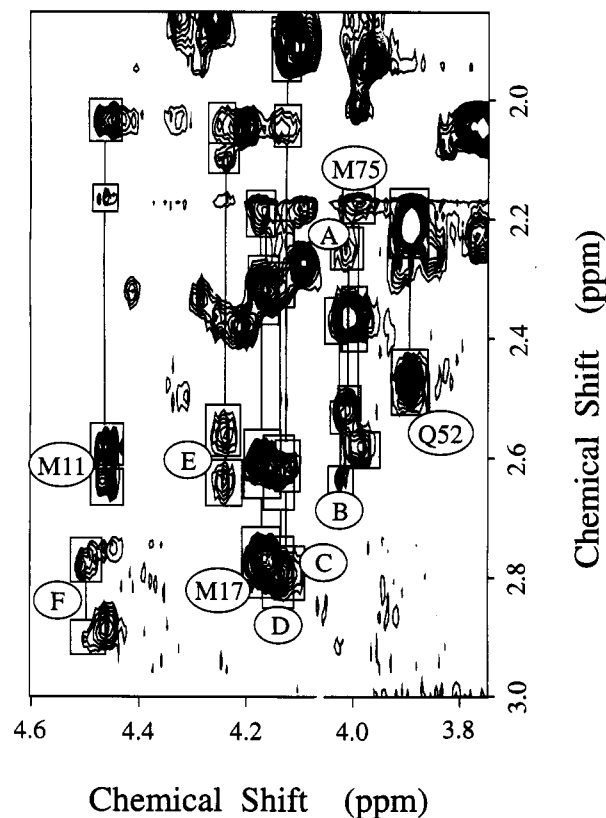 2.0
M75
2.2
A
2.4
Q52
M11
E
2.6
B
C
F
M17
D
2.8
3.0
4.6
4.4
4.2
4.0
3.8
Chemical Shift (ppm)
Chemical Shift (ppm)